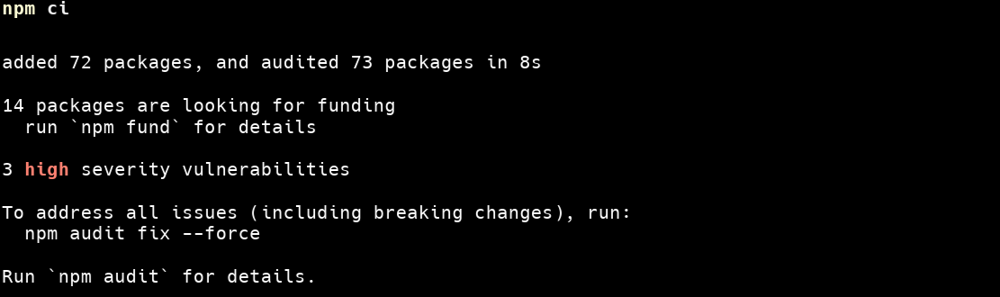 npm ci
added 72 packages, and audited 73 packages in 8s
14 packages are looking for funding
  run `npm fund` for details
3 high severity vulnerabilities
To address all issues (including breaking changes), run:
  npm audit fix --force
Run `npm audit` for details.